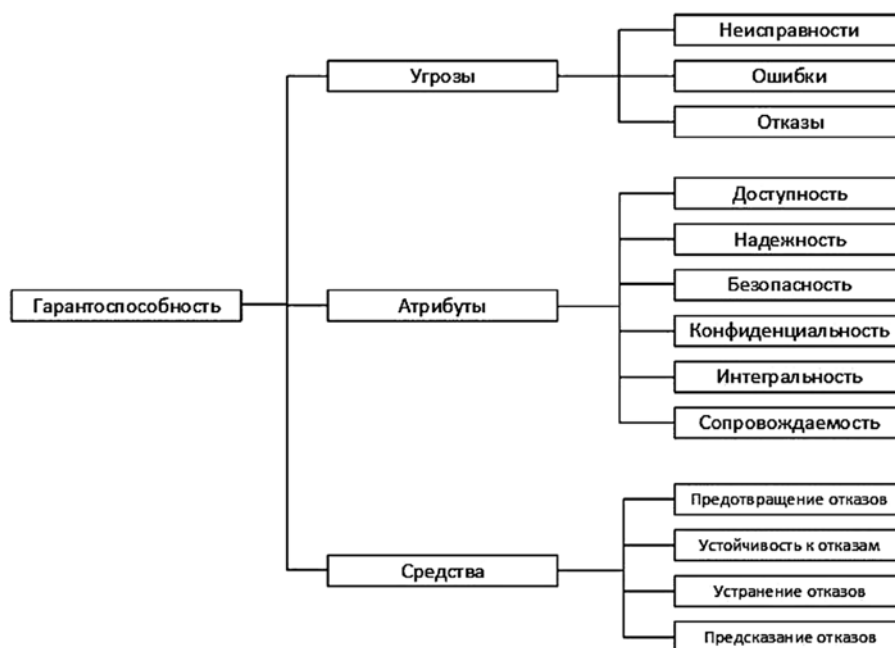 Гарантоспособность
Угрозы
Неисправности
Ошибки
Отказы
Атрибуты
Доступность
Надежность
Безопасность
Конфиденциальность
Интегральность
Сопровождаемость
Средства
Предотвращение отказов
Устойчивость к отказам
Устранение отказов
Предсказание отказов